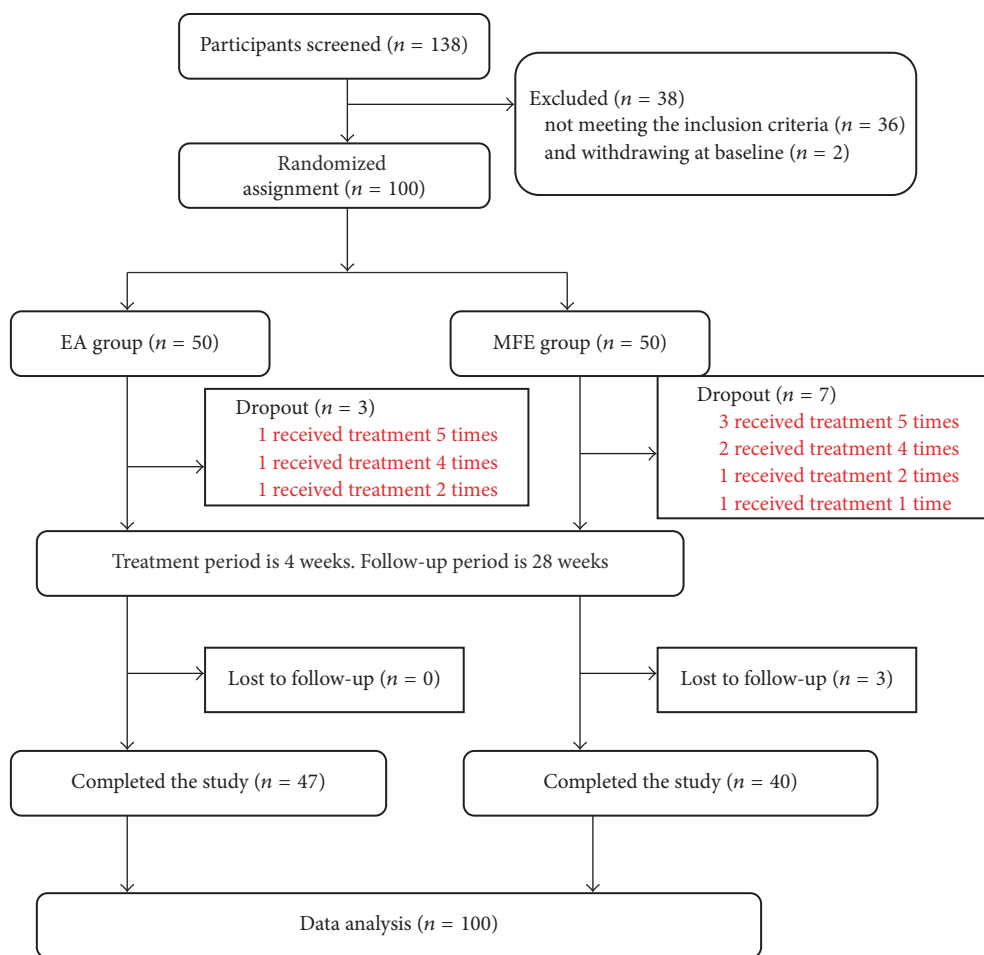 Participants screened (n = 138)
Excluded (n = 38)
not meeting the inclusion criteria (n = 36)
and withdrawing at baseline (n = 2)
Randomized
assignment (n = 100)
EA group (n = 50)
MFE group (n = 50)
Dropout (n = 3)
1 received treatment 5 times
1 received treatment 4 times
1 received treatment 2 times
Dropout (n = 7)
3 received treatment 5 times
2 received treatment 4 times
1 received treatment 2 times
1 received treatment 1 time
Treatment period is 4 weeks. Follow-up period is 28 weeks
Lost to follow-up (n = 0)
Lost to follow-up (n = 3)
Completed the study (n = 47)
Completed the study (n = 40)
Data analysis (n = 100)